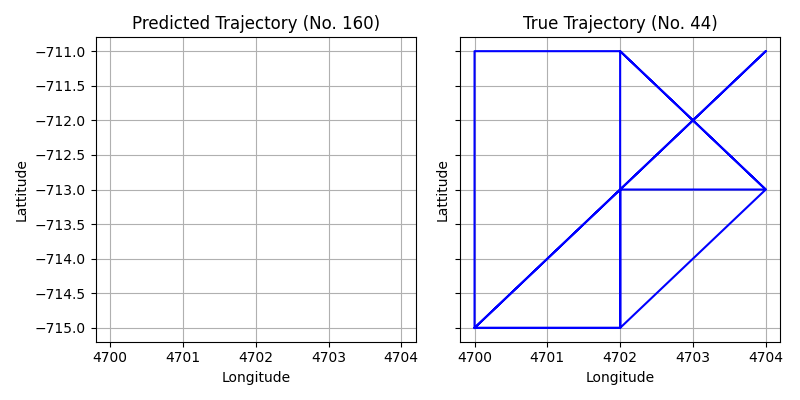 Predicted Trajectory (No. 160)
True Trajectory (No. 44)
−711.0
−711.5
−712.0
−712.5
−713.0
−713.5
−714.0
−714.5
−715.0
Lattitude
Lattitude
4700 4701 4702 4703 4704
4700 4701 4702 4703 4704
Longitude
Longitude